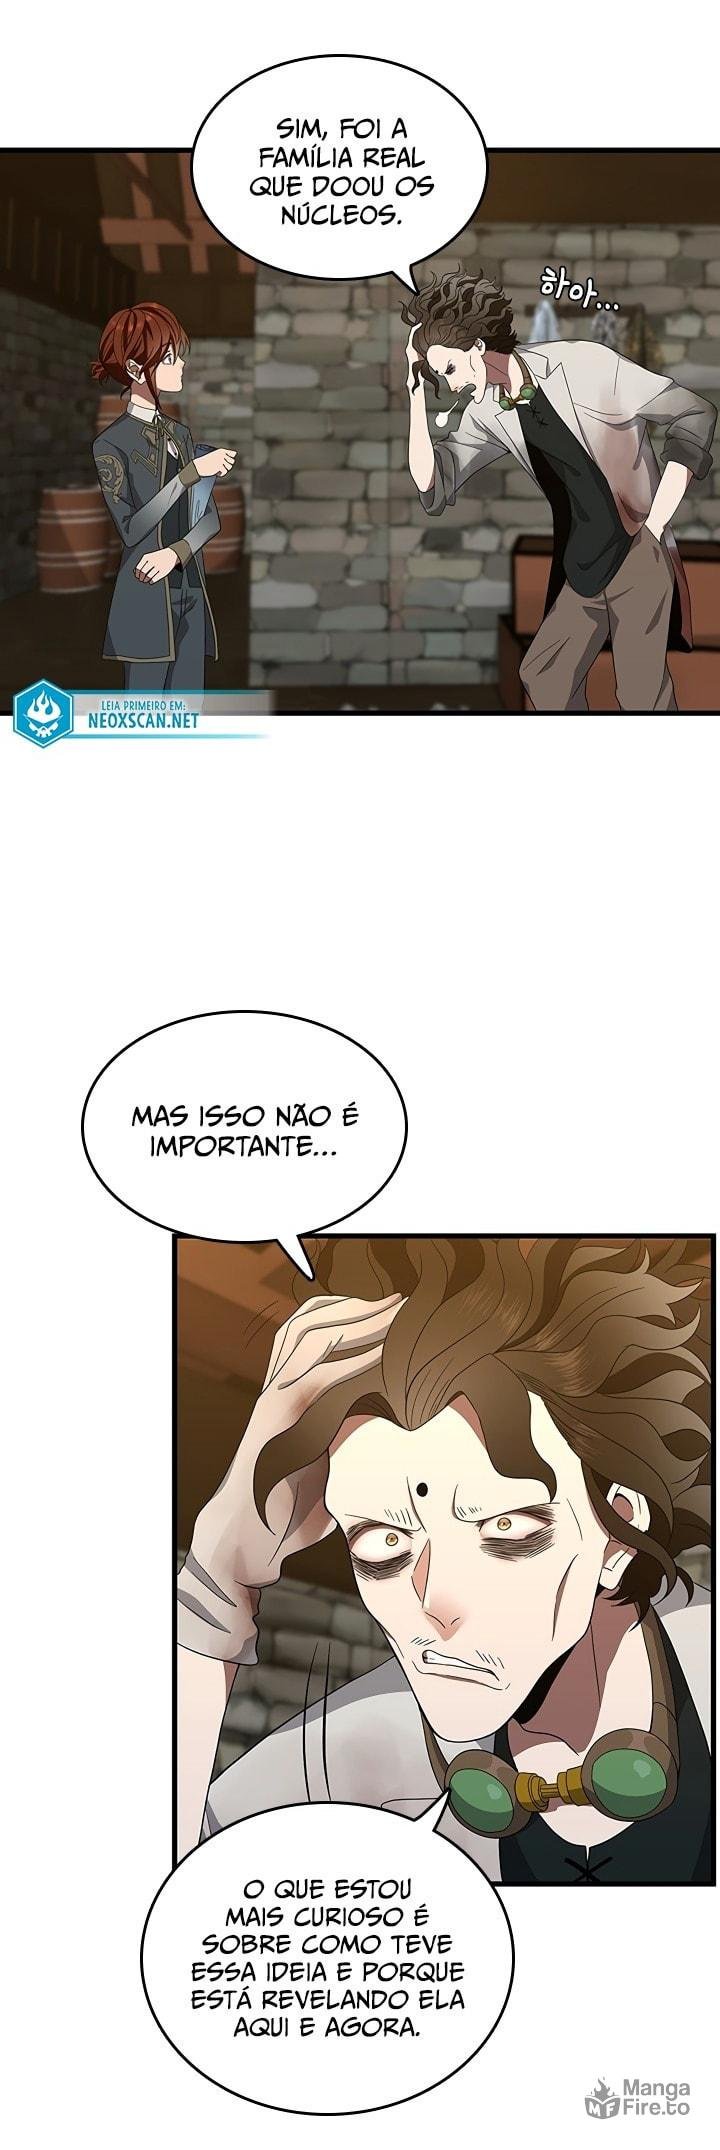 SIM, FOI A
FAMÍLIA REAL
QUE DOOU OS
NÚCLEOS.
하아...
LEIA PRIMEIRO EM:
NEOXSCAN.NET
MAS ISSO NÃO É
IMPORTANTE...
O QUE ESTOU
MAIS CURIOSO É
SOBRE COMO TEVE
ESSA IDEIA E PORQUE
ESTÁ REVELANDO ELA
AQUI E AGORA.
MF
Manga
Fire.to